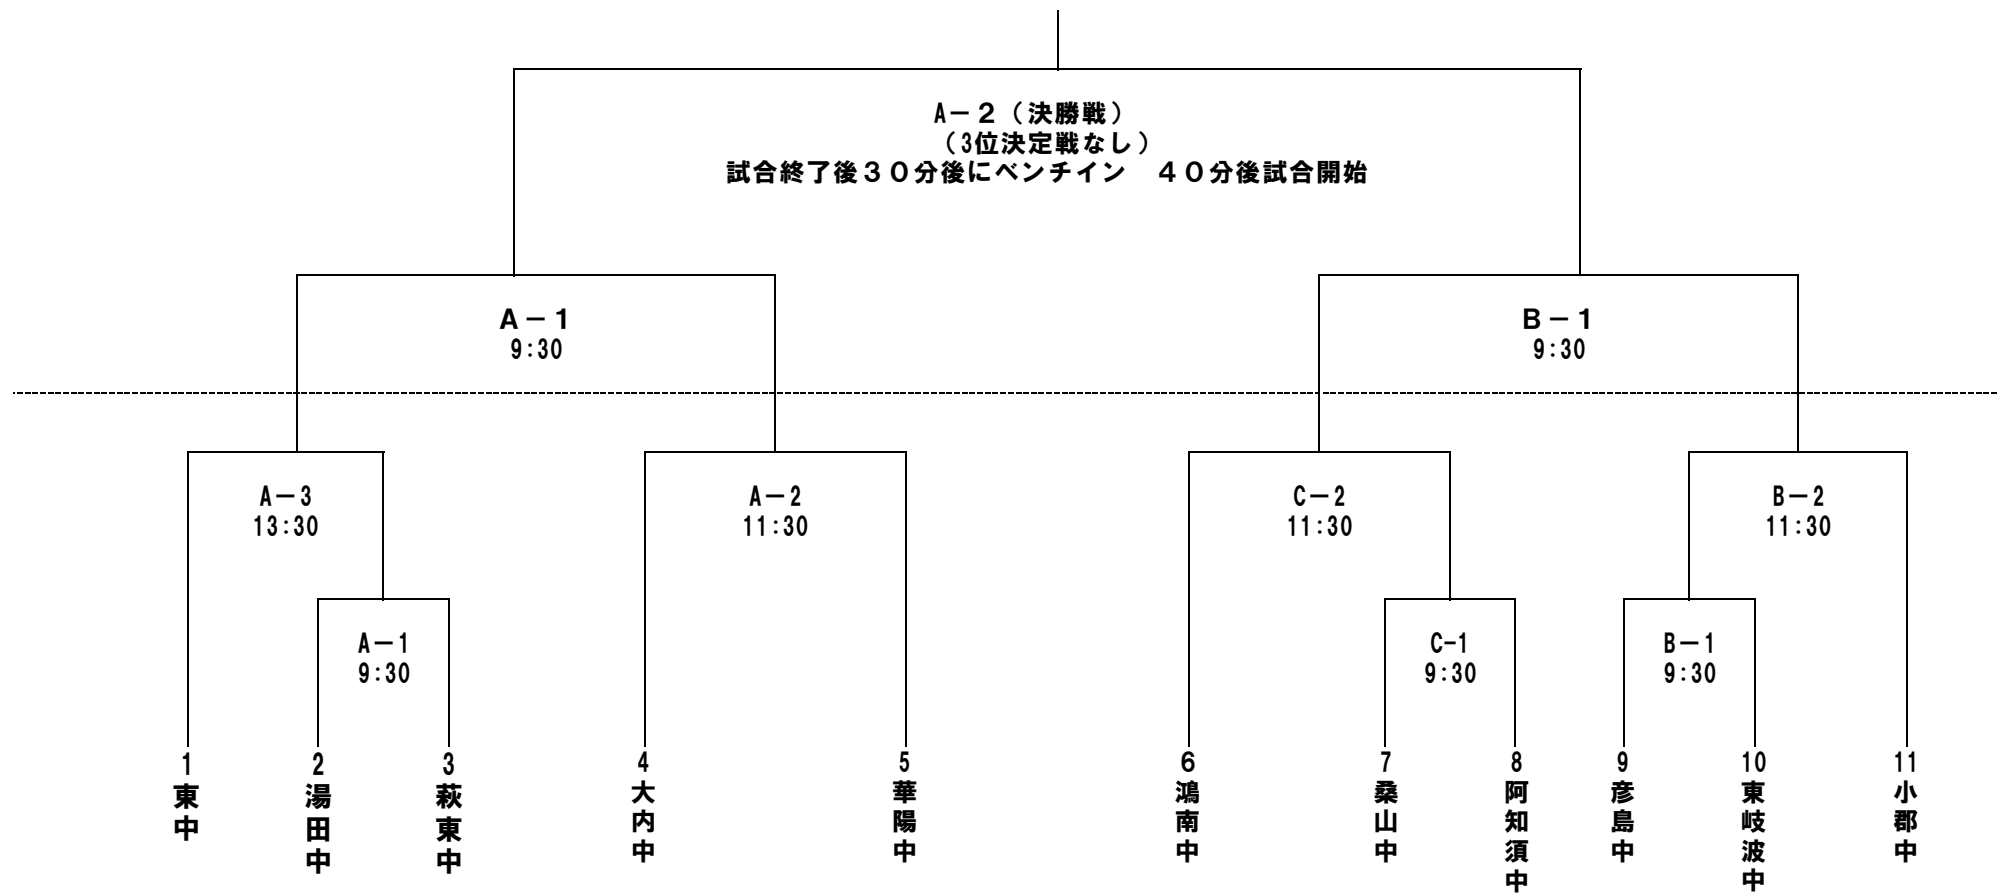 A－２（決勝戦）
（3位決定戦なし）
試合終了後３０分後にベンチイン　４０分後試合開始
A－１
9:30
B－１
9:30
A－3
13:30
A－2
11:30
C－2
11:30
B－2
11:30
A－1
9:30
C-1
9:30
B－1
9:30
1
東中
2
湯田中
3
萩東中
4
大内中
5
華陽中
6
鴻南中
7
桑山中
8
阿知須中
9
彦島中
10
東岐波中
11
小郡中